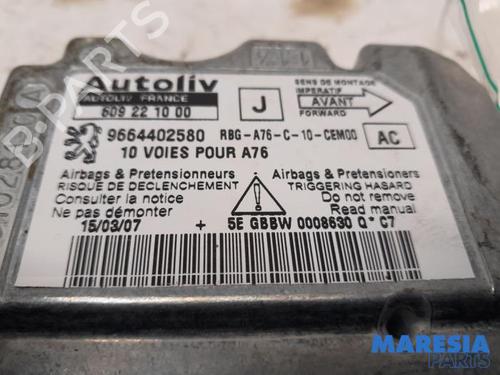 Autoliv
AUTOLIV FRANCE
609 22 10 00
J
SENS DE MONTAGE
IMPERATIF
AVANT
FORWARD
9664402580 RBG-A76-C-10-CEM00
AC
10 VOIES POUR A76
Airbags & Pretensionneurs
RISQUE DE DECLENCHEMENT
Consulter la notice
Ne pas démonter
Airbags & Pretensioners
TRIGGERING HASARD
Do not remove
Read manual
15/03/07 + 5E GBBW 0008630 Q* C7
MARESIA
PARTS